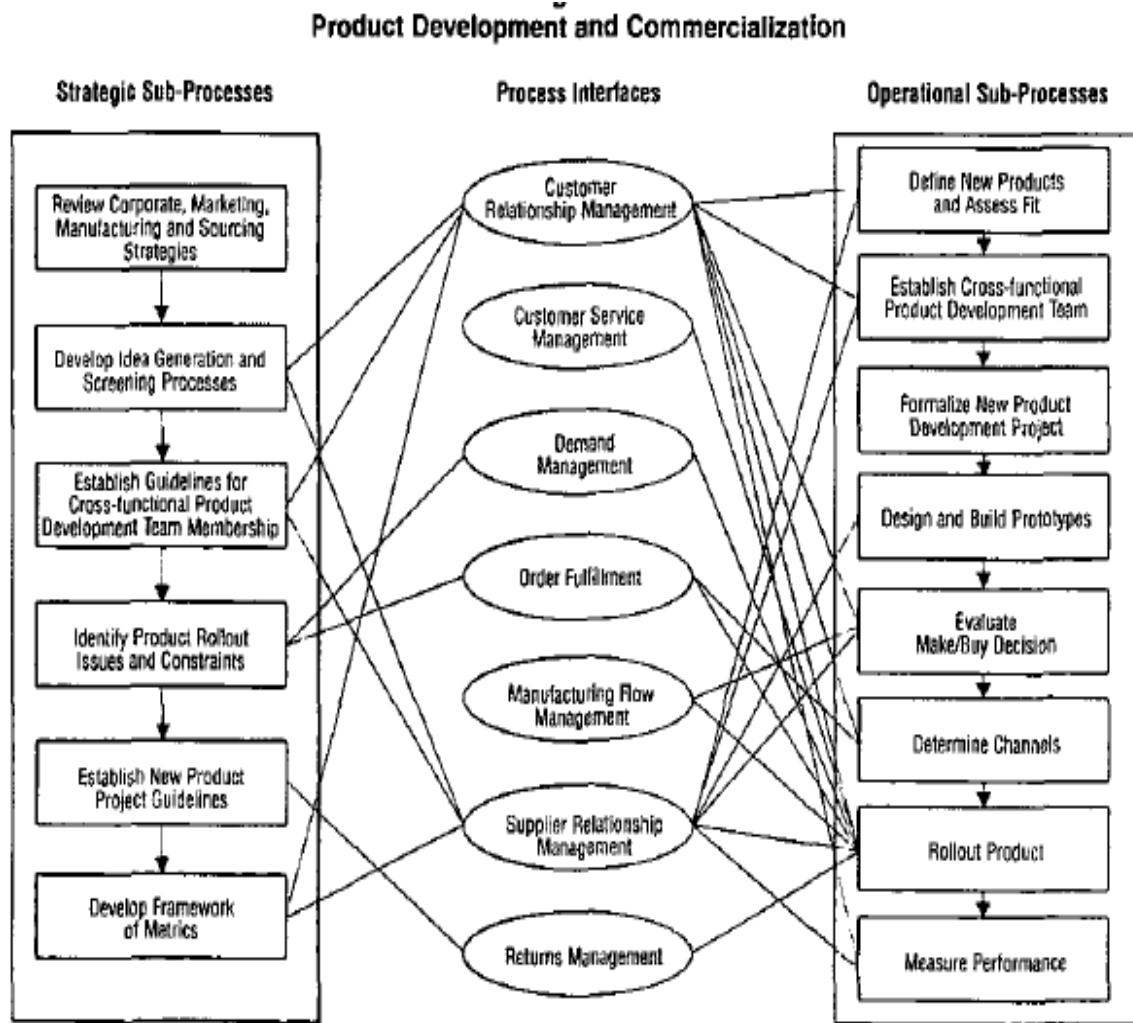 Product Development and Commercialization
Strategic Sub-Processes
Process Interfaces
Operational Sub-Processes
Review Corporate, Marketing,
Manufacturing and Sourcing
Strategies
Develop Idea Generation and
Screening Processes
Establish Guidelines for
Cross-functional Product
Development Team Membership
Identify Product Rollout
Issues and Constraints
Establish New Product
Project Guidelines
Develop Framework
of Metrics
Customer
Relationship Management
Customer Service
Management
Demand
Management
Order Fulfillment
Manufacturing Flow
Management
Supplier Relationship
Management
Returns Management
Define New Products
and Assess Fit
Establish Cross-functional
Product Development Team
Formalize New Product
Development Project
Design and Build Prototypes
Evaluate
Make/Buy Decision
Determine Channels
Rollout Product
Measure Performance